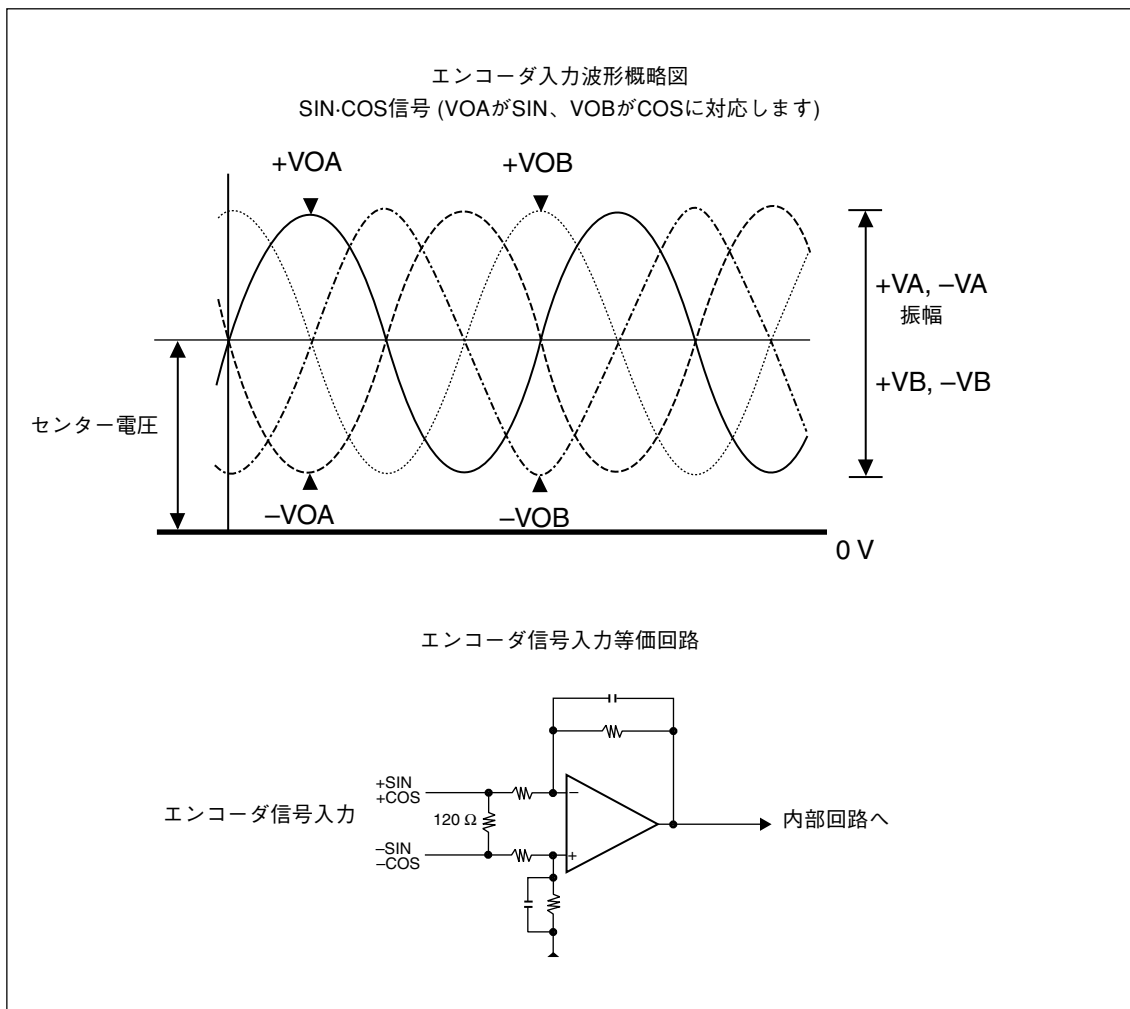 エンコーダ入力波形概略図
SIN·COS信号 (VOAがSIN、VOBがCOSに対応します)
+VOA
+VOB
+VA, –VA
振幅
+VB, –VB
センター電圧
–VOA
–VOB
0 V
エンコーダ信号入力等価回路
+SIN
+COS
エンコーダ信号入力
120 Ω
–SIN
–COS
−
+
内部回路へ